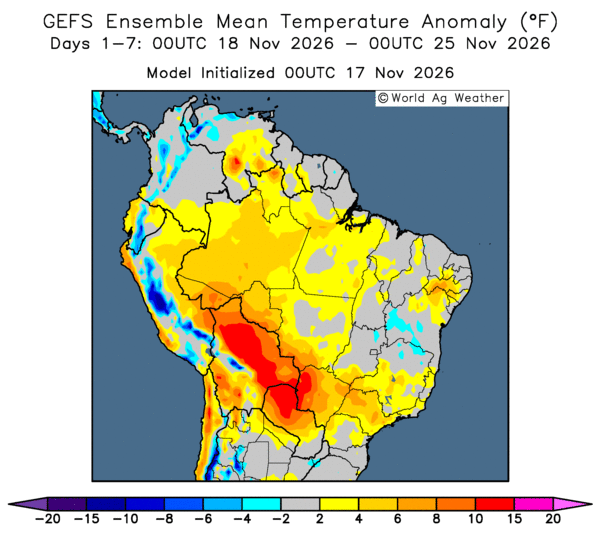 GEFS Ensemble Mean Temperature Anomaly (°F)
Days 1-7: 00UTC 18 Nov 2026 - 00UTC 25 Nov 2026
Model Initialized 00UTC 17 Nov 2026
© World Ag Weather
-20 -15 -10 -8 -6 -4 -2 2 4 6 8 10 15 20